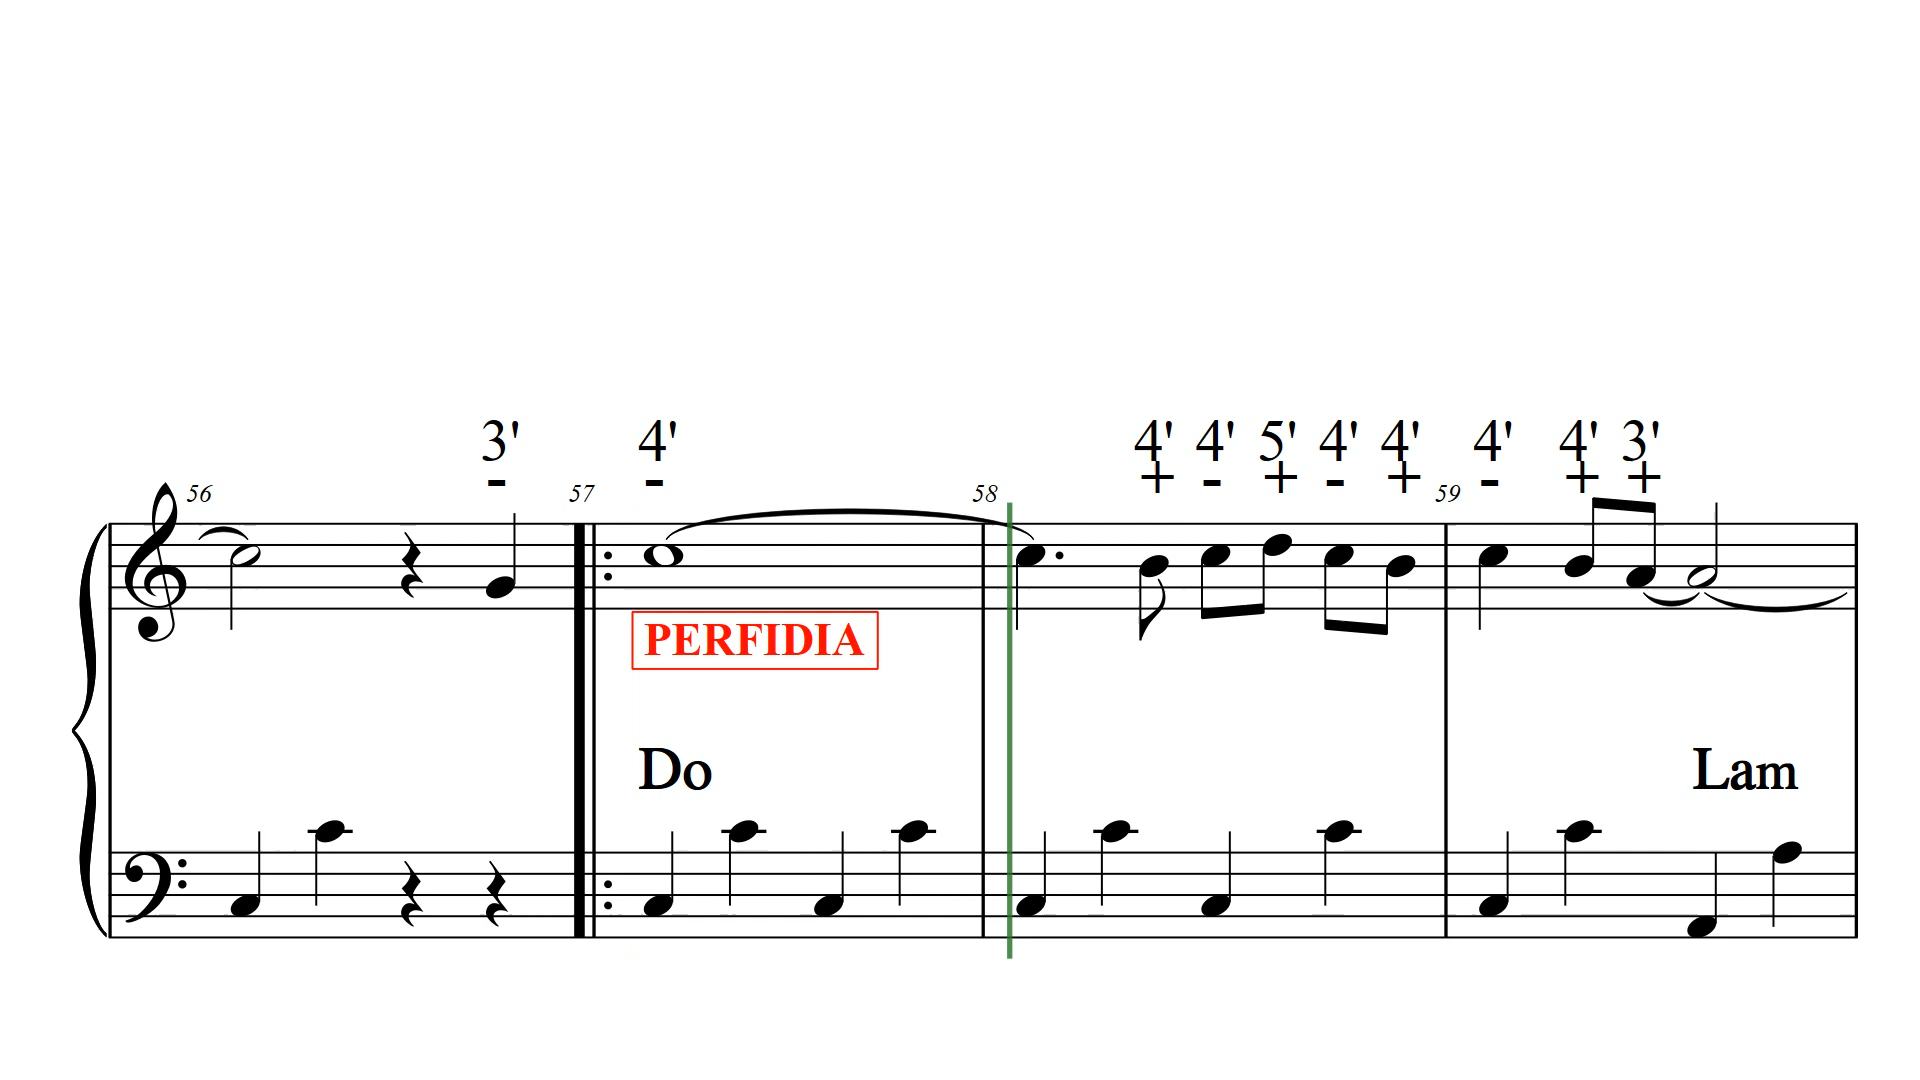 3' 4' 4' 4' 5' 4' 4' 4' 4' 3'
- - + - + - + - + +
56 57 58 59
PERFIDIA
Do Lam